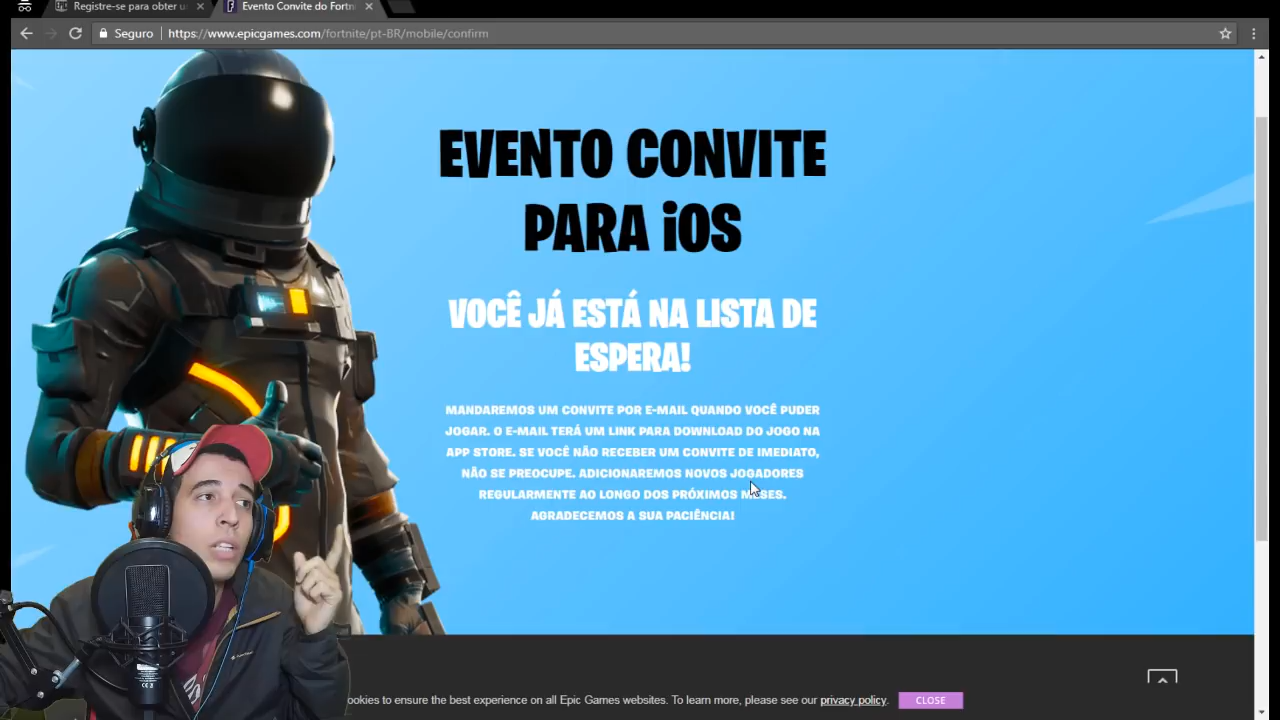 Registre-se para obter u
Evento Convite do Fortn
Seguro
https://www.epicgames.com/fortnite/pt-BR/mobile/confirm
EVENTO CONVITE
PARA iOS
VOCÊ JÁ ESTÁ NA LISTA DE
ESPERA!
MANDAREMOS UM CONVITE POR E-MAIL QUANDO VOCÊ PUDER
JOGAR. O E-MAIL TERÁ UM LINK PARA DOWNLOAD DO JOGO NA
APP STORE. SE VOCÊ NÃO RECEBER UM CONVITE DE IMEDIATO,
NÃO SE PREOCUPE. ADICIONAREMOS NOVOS JOGADORES
REGULARMENTE AO LONGO DOS PRÓXIMOS MESES.
AGRADECEMOS A SUA PACIÊNCIA!
ookies to ensure the best experience on all Epic Games websites. To learn more, please see our privacy policy.
CLOSE